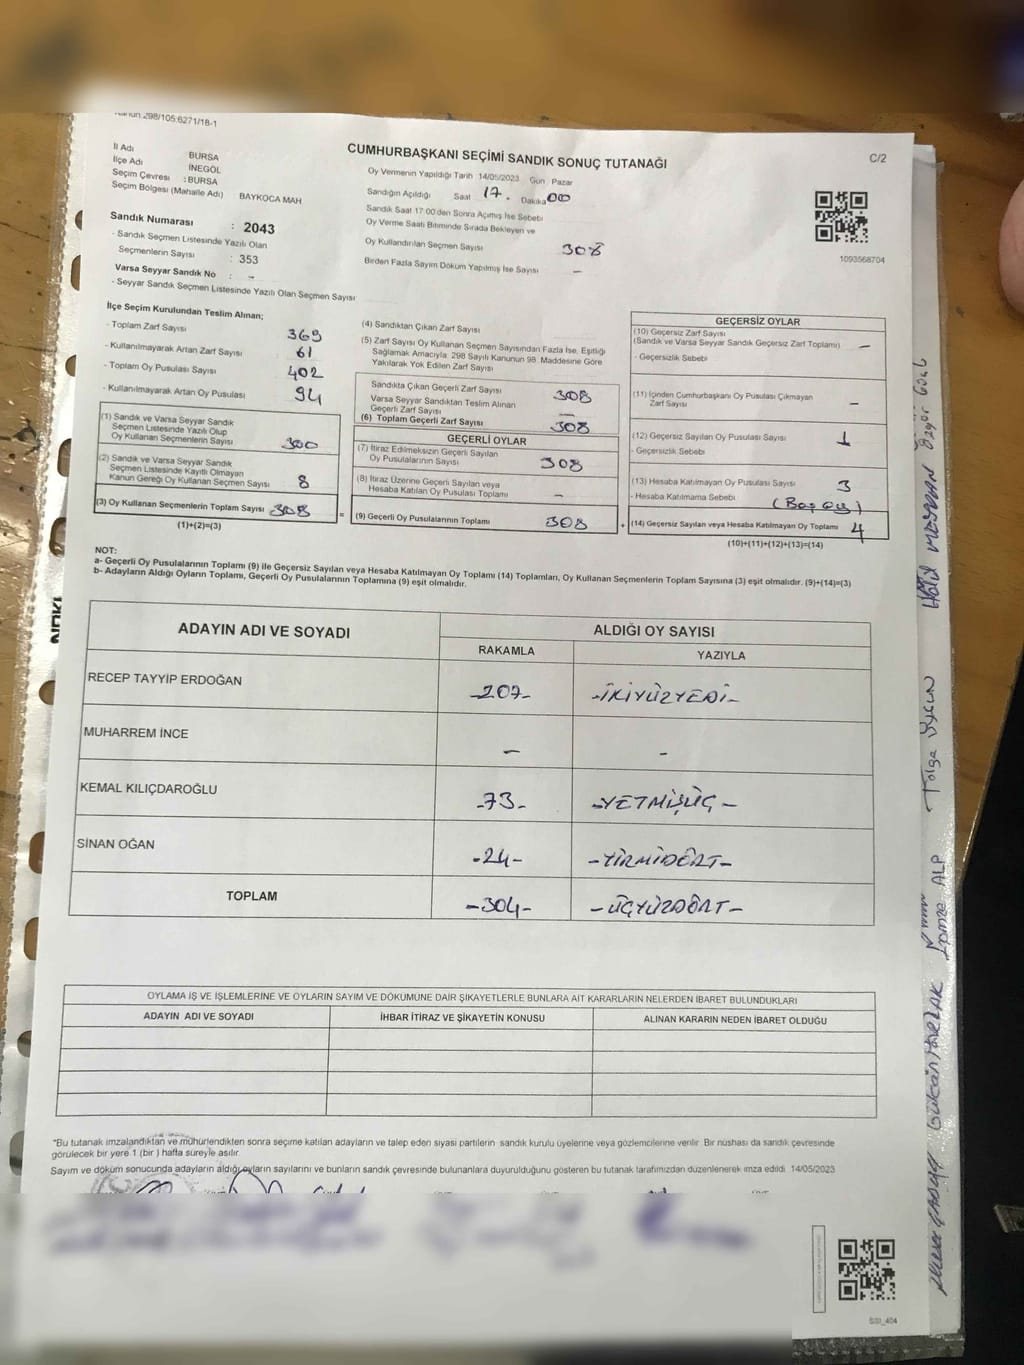 Kanun 298/105;6271/18-1
CUMHURBAŞKANI SEÇİMİ SANDIK SONUÇ TUTANAĞI
C/2
İl Adı BURSA
İlçe Adı İNEGÖL
Seçim Çevresi : BURSA
Seçim Bölgesi (Mahalle Adı) BAYKOCA MAH
Oy Vermenin Yapıldığı Tarih 14/05/2023 Gün Pazar
Sandığın Açıldığı Saat 17. Dakika 00
Sandık Saat 17:00'den Sonra Açılmış İse Sebebi
Oy Verme Saati Bitiminde Sırada Bekleyen ve
Oy Kullandırılan Seçmen Sayısı 308
Birden Fazla Sayım Döküm Yapılmış İse Sayısı -
1093568704
Sandık Numarası : 2043
- Sandık Seçmen Listesinde Yazılı Olan
Seçmenlerin Sayısı : 353
Varsa Seyyar Sandık No : -
- Seyyar Sandık Seçmen Listesinde Yazılı Olan Seçmen Sayısı
İlçe Seçim Kurulundan Teslim Alınan;
- Toplam Zarf Sayısı 369
- Kullanılmayarak Artan Zarf Sayısı 61
- Toplam Oy Pusulası Sayısı 402
- Kullanılmayarak Artan Oy Pusulası 94
(1) Sandık ve Varsa Seyyar Sandık
Seçmen Listesinde Yazılı Olup
Oy Kullanan Seçmenlerin Sayısı 300
(2) Sandık ve Varsa Seyyar Sandık
Seçmen Listesinde Kayıtlı Olmayan
Kanun Gereği Oy Kullanan Seçmen Sayısı 8
(3) Oy Kullanan Seçmenlerin Toplam Sayısı 308
(1)+(2)=(3)
(4) Sandıktan Çıkan Zarf Sayısı
(5) Zarf Sayısı Oy Kullanan Seçmen Sayısından Fazla İse, Eşitliği
Sağlamak Amacıyla 298 Sayılı Kanunun 98. Maddesine Göre
Yakılarak Yok Edilen Zarf Sayısı
Sandıkta Çıkan Geçerli Zarf Sayısı 308
Varsa Seyyar Sandıktan Teslim Alınan
Geçerli Zarf Sayısı -
(6) Toplam Geçerli Zarf Sayısı 308
GEÇERLİ OYLAR
(7) İtiraz Edilmeksizin Geçerli Sayılan
Oy Pusulalarının Sayısı 308
(8) İtiraz Üzerine Geçerli Sayılan veya
Hesaba Katılan Oy Pusulası Toplamı -
= (9) Geçerli Oy Pusulalarının Toplamı 308
GEÇERSİZ OYLAR
(10) Geçersiz Zarf Sayısı
(Sandık ve Varsa Seyyar Sandık Geçersiz Zarf Toplamı) -
- Geçersizlik Sebebi
(11) İçinden Cumhurbaşkanı Oy Pusulası Çıkmayan
Zarf Sayısı -
(12) Geçersiz Sayılan Oy Pusulası Sayısı 1
- Geçersizlik Sebebi
(13) Hesaba Katılmayan Oy Pusulası Sayısı 3
- Hesaba Katılmama Sebebi (Boş oy)
+ (14) Geçersiz Sayılan veya Hesaba Katılmayan Oy Toplamı 4
(10)+(11)+(12)+(13)=(14)
NOT:
a- Geçerli Oy Pusulalarının Toplamı (9) ile Geçersiz Sayılan veya Hesaba Katılmayan Oy Toplamı (14) Toplamları, Oy Kullanan Seçmenlerin Toplam Sayısına (3) eşit olmalıdır. (9)+(14)=(3)
b- Adayların Aldığı Oyların Toplamı, Geçerli Oy Pusulalarının Toplamına (9) eşit olmalıdır.
ADAYIN ADI VE SOYADI ALDIĞI OY SAYISI
RAKAMLA YAZIYLA
RECEP TAYYİP ERDOĞAN -207- -İKİYÜZYEDİ-
MUHARREM İNCE - -
KEMAL KILIÇDAROĞLU -73- -YETMİŞÜÇ-
SİNAN OĞAN -24- -YİRMİDÖRT-
TOPLAM -304- -ÜÇYÜZDÖRT-
OYLAMA İŞ VE İŞLEMLERİNE VE OYLARIN SAYIM VE DÖKÜMÜNE DAİR ŞİKAYETLERLE BUNLARA AİT KARARLARIN NELERDEN İBARET BULUNDUKLARI
ADAYIN ADI VE SOYADI İHBAR İTİRAZ VE ŞİKAYETİN KONUSU ALINAN KARARIN NEDEN İBARET OLDUĞU
"Bu tutanak imzalandıktan ve mühürlendikten sonra seçime katılan adayların ve talep eden siyasi partilerin sandık kurulu üyelerine veya gözlemcilerine verilir. Bir nüshası da sandık çevresinde
görülecek bir yere 1 (bir ) hafta süreyle asılır.
Sayım ve döküm sonucunda adayların aldığı oyların sayılarını ve bunların sandık çevresinde bulunanlara duyurulduğunu gösteren bu tutanak tarafımızdan düzenlenerek imza edildi. 14/05/2023
Tolga
ALP
Halil
Özgür